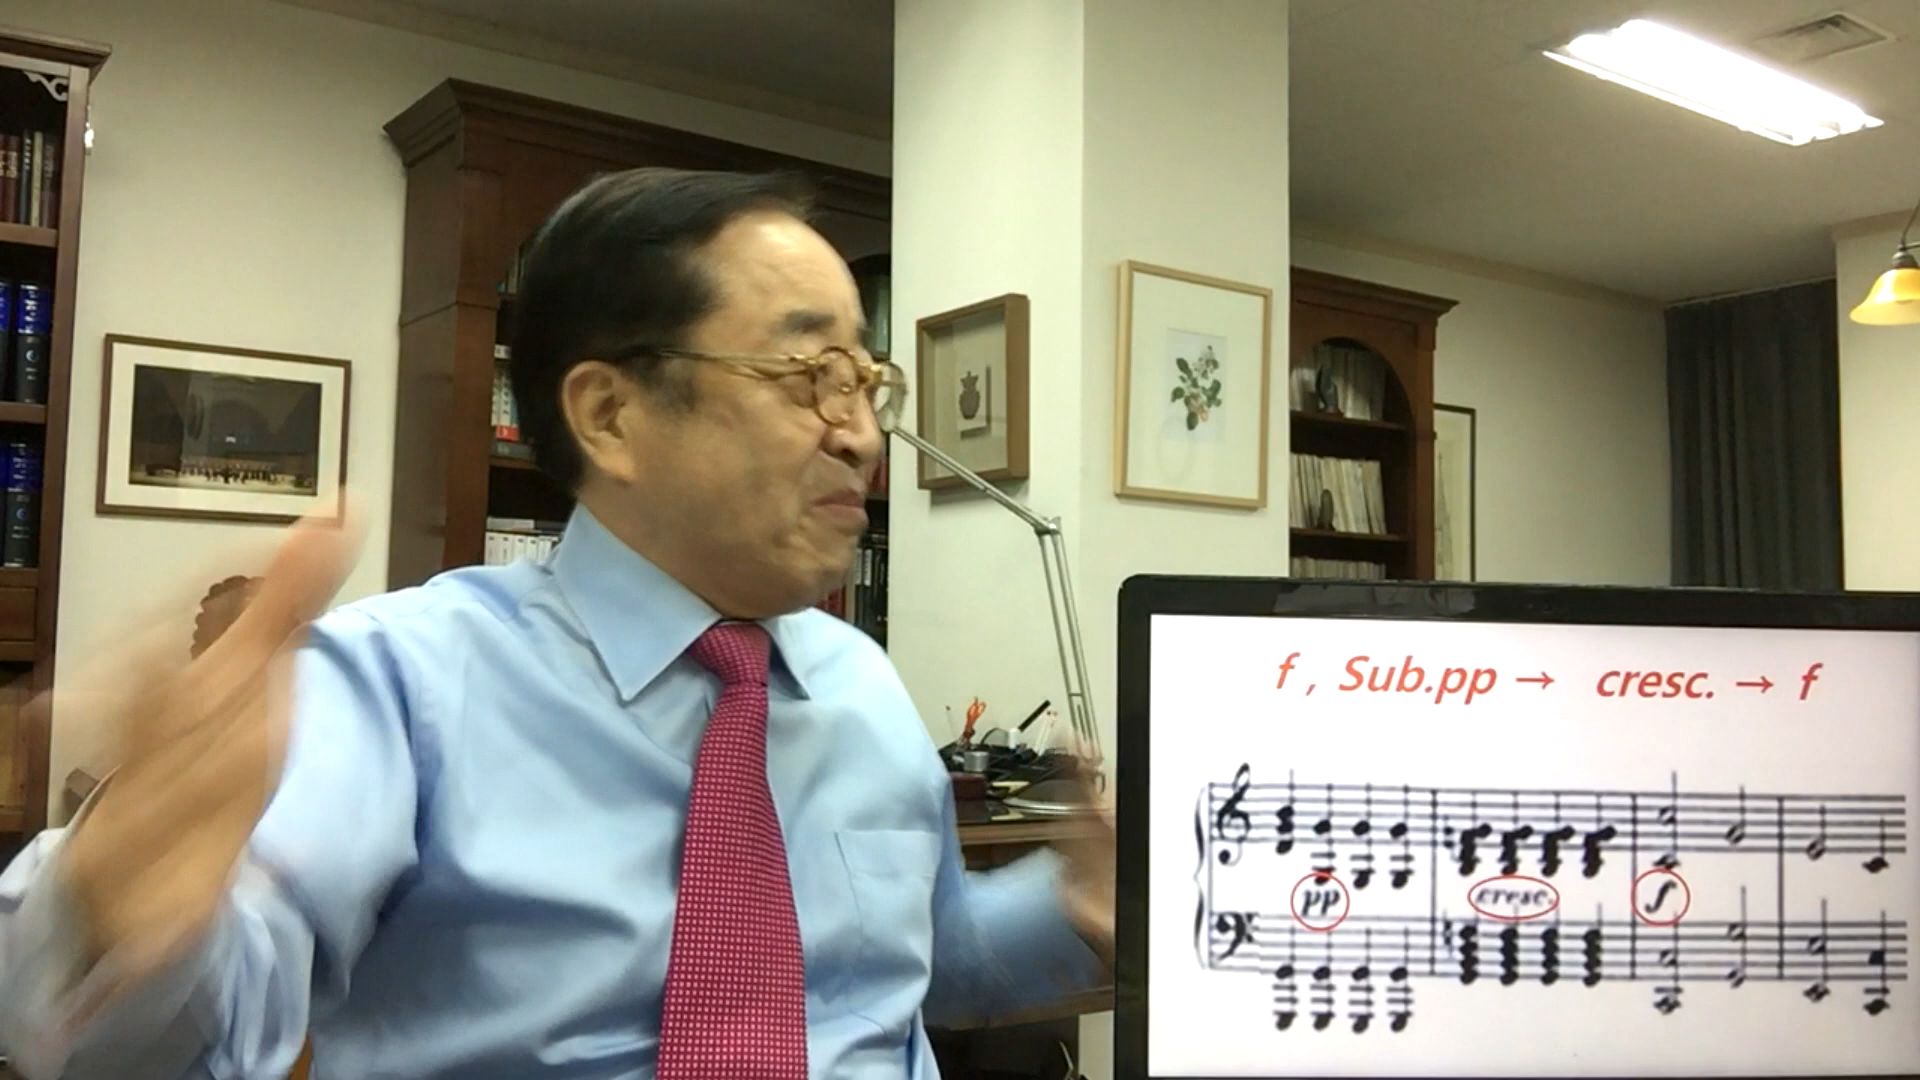 f , Sub.pp → cresc. → f
pp cresc. f